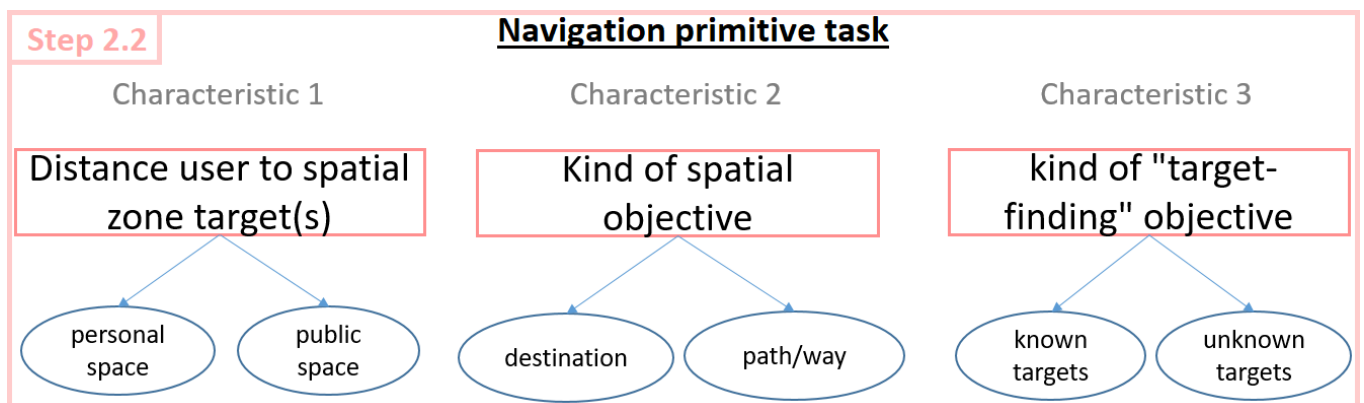 Step 2.2
Navigation primitive task
Characteristic 1
Characteristic 2
Characteristic 3
Distance user to spatial
zone target(s)
Kind of spatial
objective
kind of "target-
finding" objective
personal
space
public
space
destination
path/way
known
targets
unknown
targets